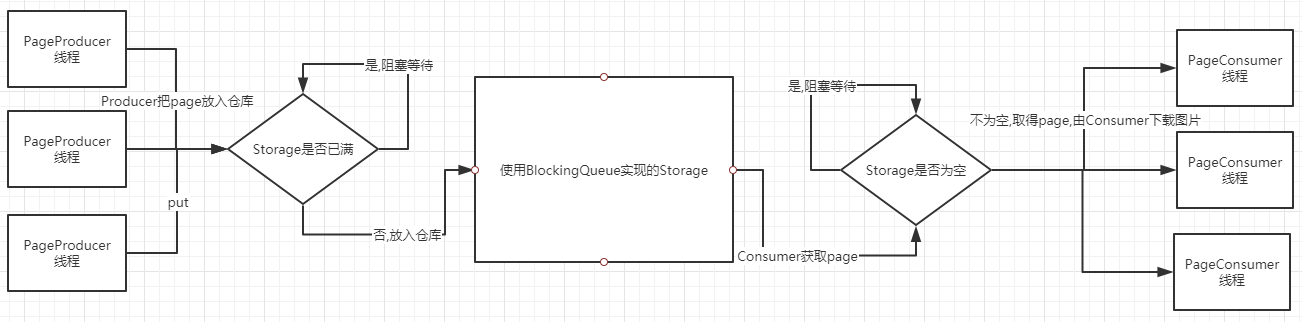 PageProducer
线程
Producer把page放入仓库
PageProducer
线程
put
PageProducer
线程
是,阻塞等待
Storage是否已满
否,放入仓库
使用BlockingQueue实现的Storage
是,阻塞等待
Storage是否为空
Consumer获取page
不为空,取得page,由Consumer下载图片
PageConsumer
线程
PageConsumer
线程
PageConsumer
线程